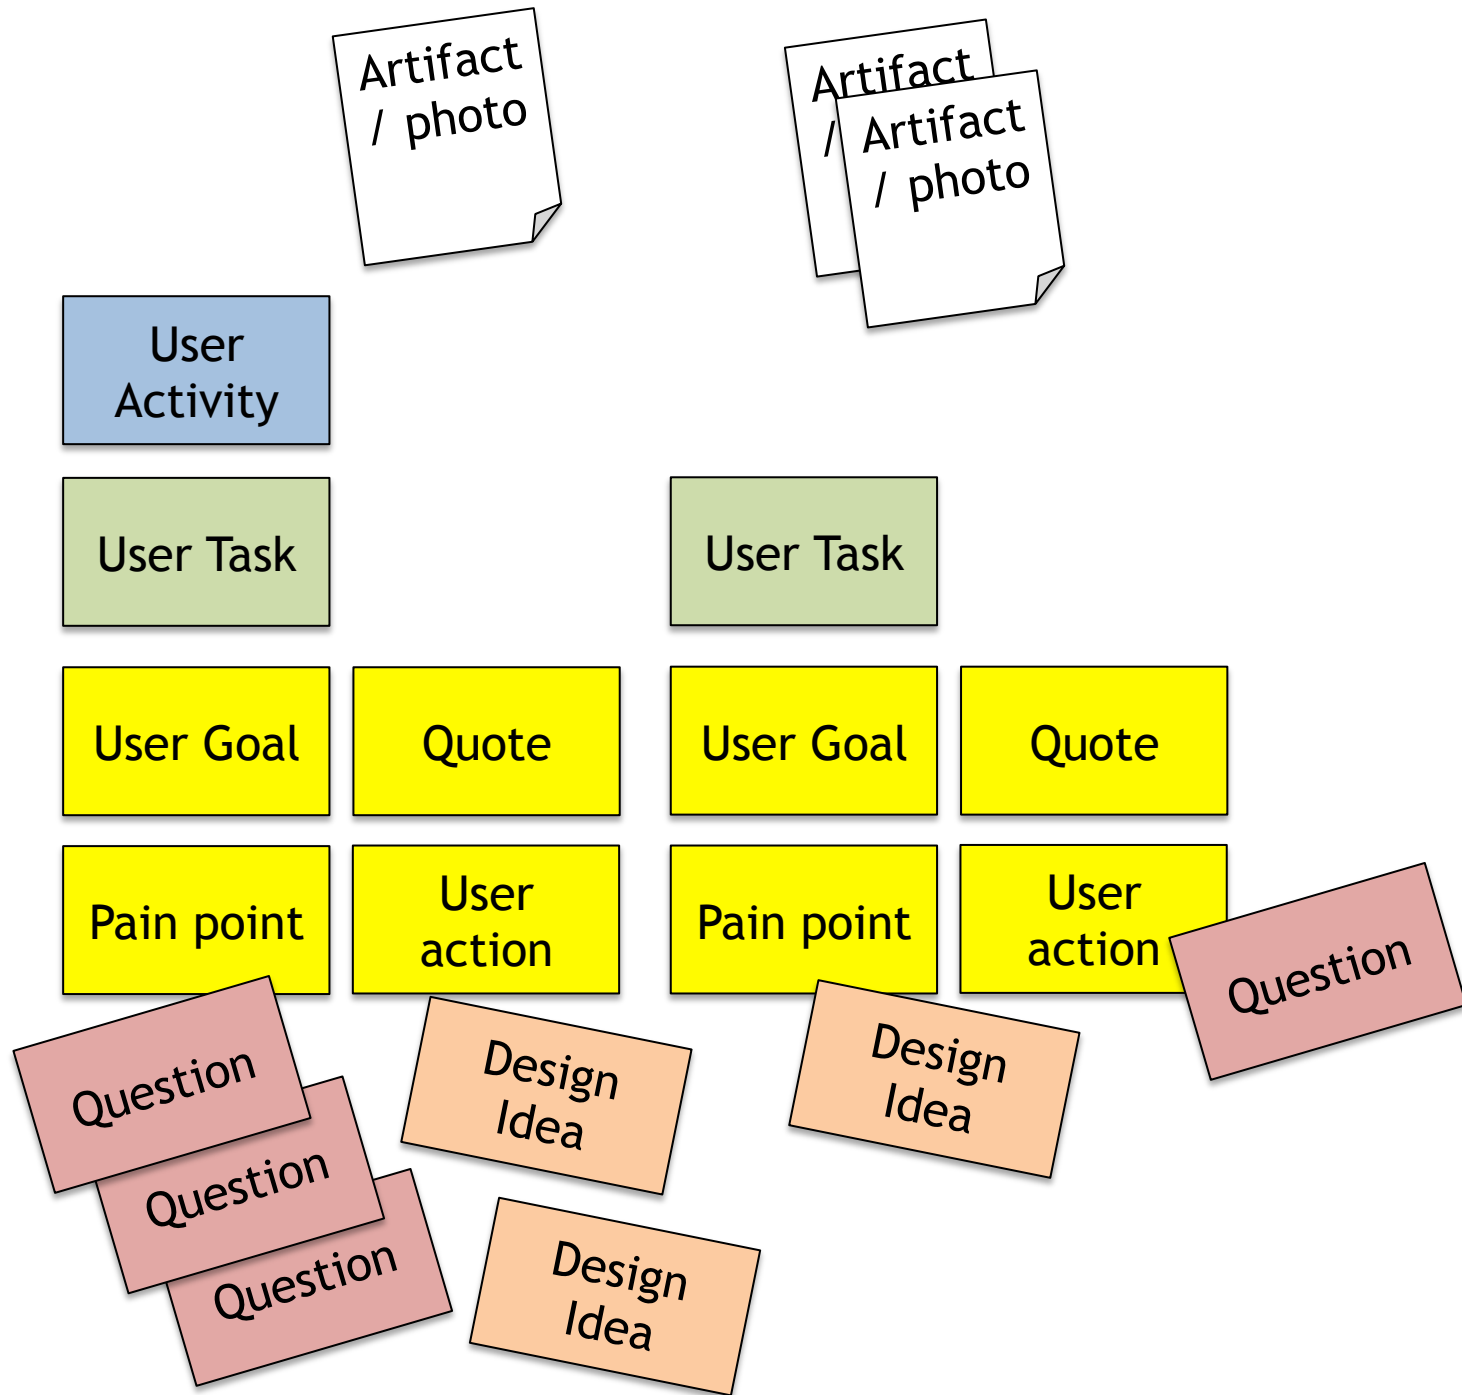 Artifact
/ photo
Artifact
/
Artifact
/ photo
User
Activity
User Task
User Task
User Goal
Quote
User Goal
Quote
Pain point
User
action
Pain point
User
action
Question
Question
Question
Question
Design
Idea
Design
Idea
Design
Idea